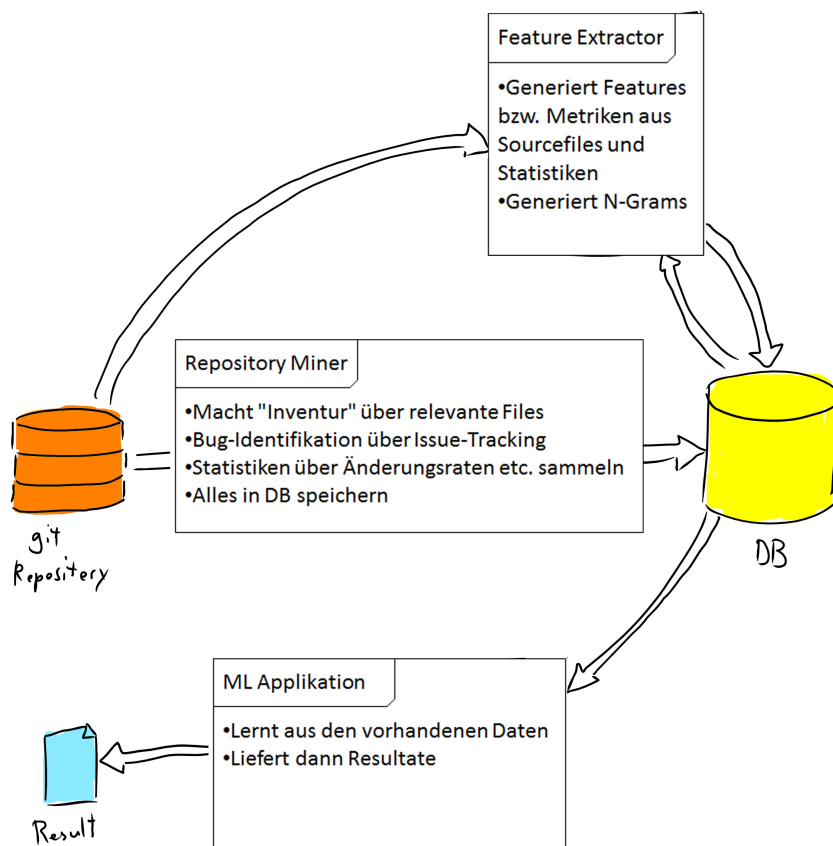 Feature Extractor
•Generiert Features
bzw. Metriken aus
Sourcefiles und
Statistiken
•Generiert N-Grams
Repository Miner
•Macht "Inventur" über relevante Files
•Bug-Identifikation über Issue-Tracking
•Statistiken über Änderungsraten etc. sammeln
•Alles in DB speichern
git
Repository
DB
ML Applikation
•Lernt aus den vorhandenen Daten
•Liefert dann Resultate
Result